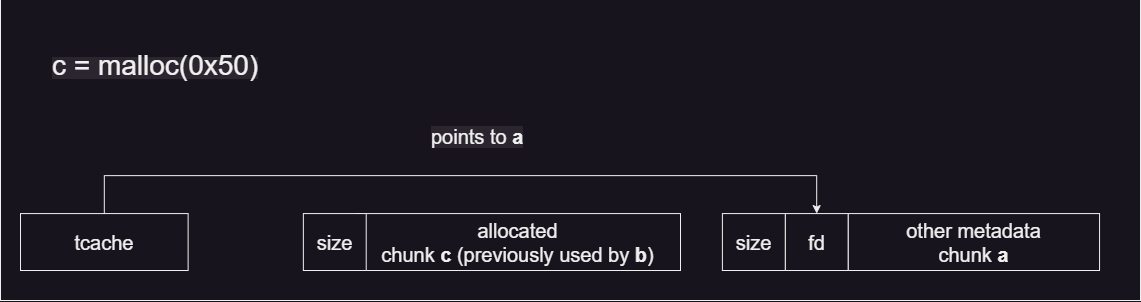 c = malloc(0x50)
points to a
tcache
size
allocated
chunk c (previously used by b)
size
fd
other metadata
chunk a